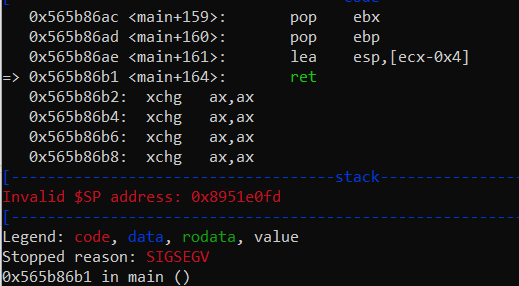 code
0x565b86ac <main+159>: pop ebx
0x565b86ad <main+160>: pop ebp
0x565b86ae <main+161>: lea esp,[ecx-0x4]
=> 0x565b86b1 <main+164>: ret
0x565b86b2: xchg ax,ax
0x565b86b4: xchg ax,ax
0x565b86b6: xchg ax,ax
0x565b86b8: xchg ax,ax
[------------------------------------stack----------------
Invalid $SP address: 0x8951e0fd
[---------------------------------------------------------
Legend: code, data, rodata, value
Stopped reason: SIGSEGV
0x565b86b1 in main ()